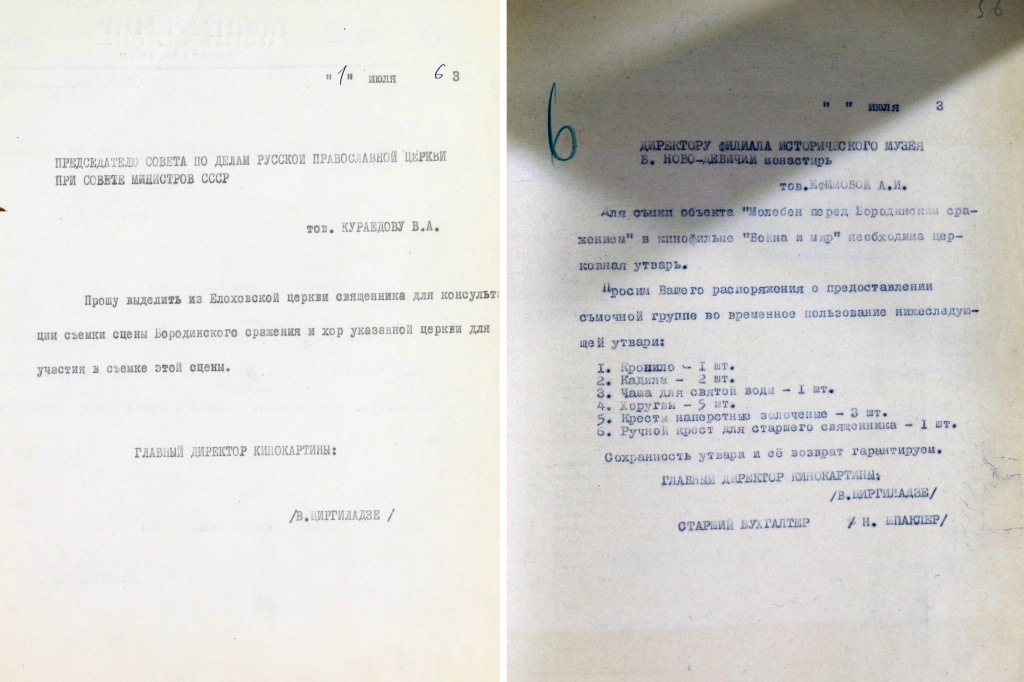 "1" июля 6 3
ПРЕДСЕДАТЕЛЮ СОВЕТА ПО ДЕЛАМ РУССКОЙ ПРАВОСЛАВНОЙ ЦЕРКВИ
ПРИ СОВЕТЕ МИНИСТРОВ СССР
тов. КУРАЕДОВУ В.А.
Прошу выделить из Елоховской церкви священника для консульта
ции съемки сцены Бородинского сражения и хор указанной церкви для
участия в съемке этой сцены.
ГЛАВНЫЙ ДИРЕКТОР КИНОКАРТИНЫ:
/В.ЦИРГИЛАДЗЕ /
56
6
" " июля 3
ДИРЕКТОРУ ФИЛИАЛА ИСТОРИЧЕСКОГО МУЗЕЯ
Б. НОВО-ДЕВИЧИЙ монастирь
тов.ЕФИМОВОЙ А.И.
Для съмки объекта "Молебен перед Бородинским сра-
жением" в кинофильме "Война и мир" необходима цер-
ковная утварь.
Просим Вашего распоряжения о предоставлении
съмочной группе во временное пользование нижеследую-
щей утвари:
1. Кропило - 1 шт.
2. Кадила - 2 шт.
3. Чаша для святой воды - 1 шт.
4. Хоругви - 5 шт.
5. Кресты наперстные золоченые - 3 шт.
6. Ручной крест для старшего священника - 1 шт.
Сохранность утвари и её возврат гарантируем.
ГЛАВНЫЙ ДИРЕКТОР КИНОКАРТИНЫ:
/В.ЦИРГИЛАДЗЕ/
СТАРШИЙ БУХГАЛТЕР / Н. ШПАКЛЕР/